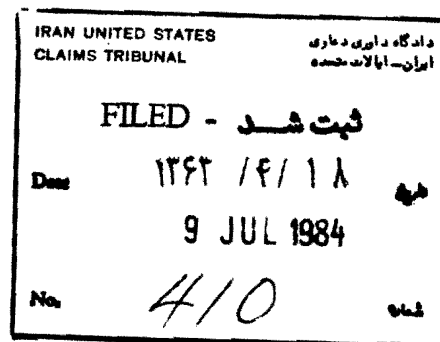 IRAN UNITED STATES
CLAIMS TRIBUNAL
دادگاه داوری دعاوی
ایران - ایالات متحده
FILED - ثبت شد
Date ۱۳۶۳ /۴/ ۱۸ تاریخ
9 JUL 1984
No. 410 شماره